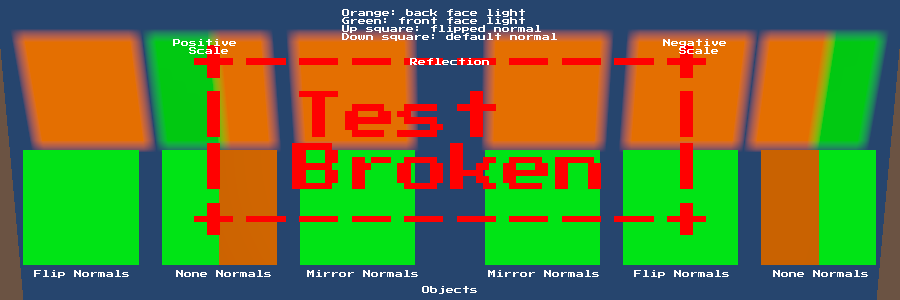 Orange: back face light
Green: front face light
Up square: flipped normal
Down square: default normal
Positive
Scale
Negative
Scale
Reflection
Test
Broken
Flip Normals
None Normals
Mirror Normals
Mirror Normals
Flip Normals
None Normals
Objects